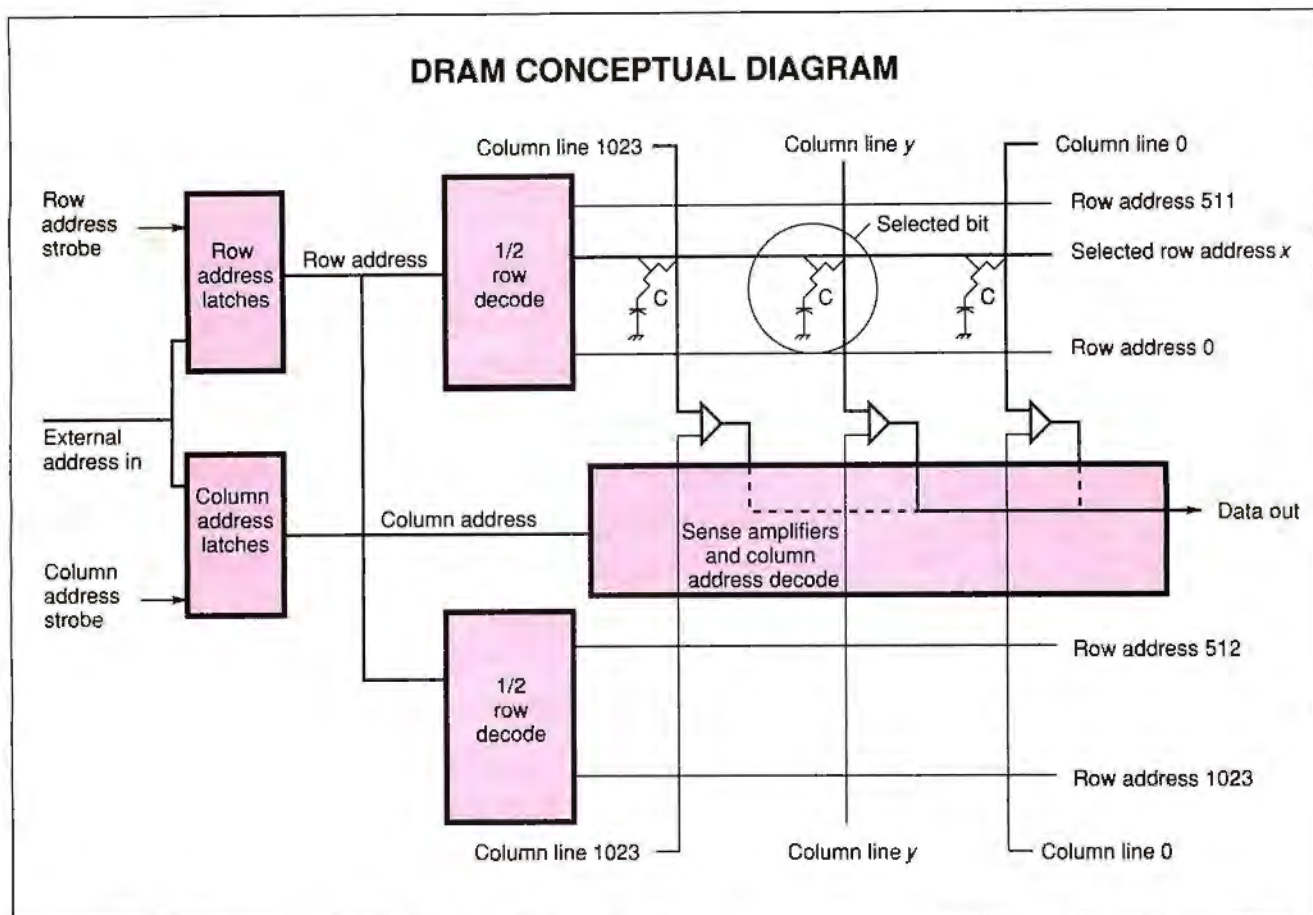 DRAM CONCEPTUAL DIAGRAM
Column line 1023
Column line y
Column line 0
Row
address
strobe
Row
address
latches
Row address
1/2
row
decode
Row address 511
Selected bit
Selected row address x
C
C
C
Row address 0
External
address in
Column
address
latches
Column address
Sense amplifiers
and column
address decode
Data out
Column
address
strobe
1/2
row
decode
Row address 512
Row address 1023
Column line 1023
Column line y
Column line 0